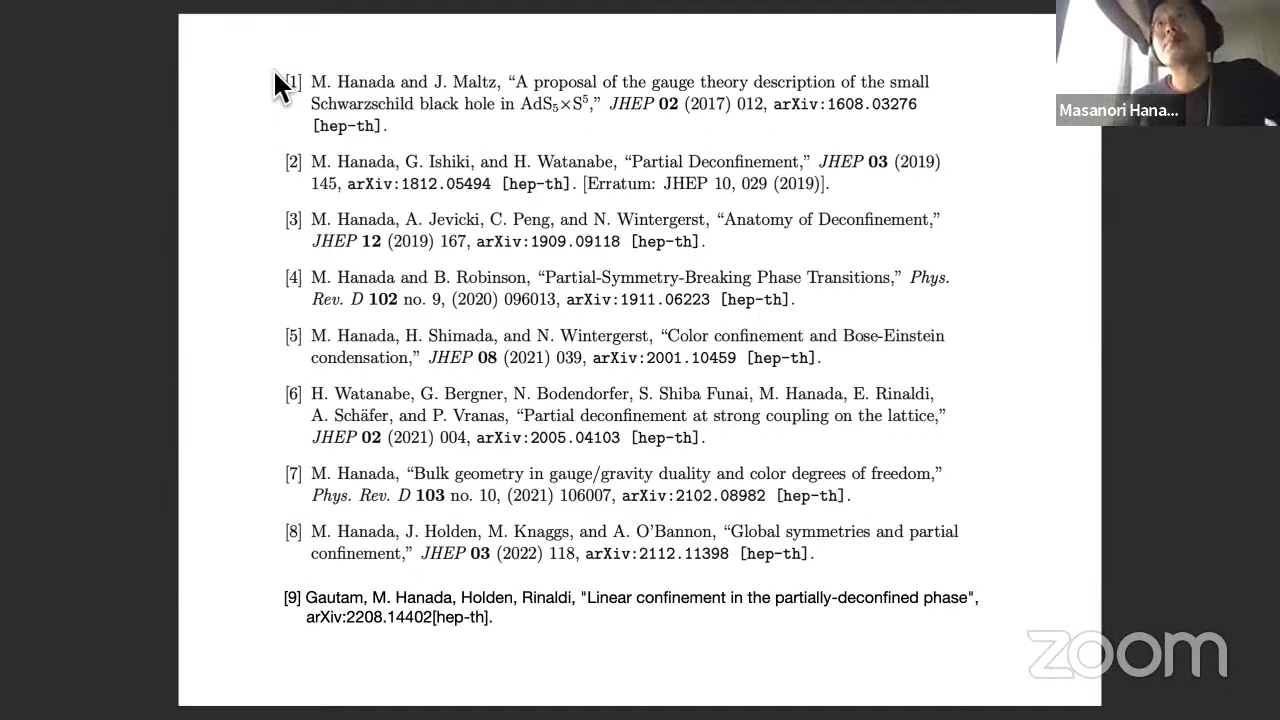 [1] M. Hanada and J. Maltz, “A proposal of the gauge theory description of the small
Schwarzschild black hole in AdS₅×S⁵,” JHEP 02 (2017) 012, arXiv:1608.03276
[hep-th].
[2] M. Hanada, G. Ishiki, and H. Watanabe, “Partial Deconfinement,” JHEP 03 (2019)
145, arXiv:1812.05494 [hep-th]. [Erratum: JHEP 10, 029 (2019)].
[3] M. Hanada, A. Jevicki, C. Peng, and N. Wintergerst, “Anatomy of Deconfinement,”
JHEP 12 (2019) 167, arXiv:1909.09118 [hep-th].
[4] M. Hanada and B. Robinson, “Partial-Symmetry-Breaking Phase Transitions,” Phys.
Rev. D 102 no. 9, (2020) 096013, arXiv:1911.06223 [hep-th].
[5] M. Hanada, H. Shimada, and N. Wintergerst, “Color confinement and Bose-Einstein
condensation,” JHEP 08 (2021) 039, arXiv:2001.10459 [hep-th].
[6] H. Watanabe, G. Bergner, N. Bodendorfer, S. Shiba Funai, M. Hanada, E. Rinaldi,
A. Schäfer, and P. Vranas, “Partial deconfinement at strong coupling on the lattice,”
JHEP 02 (2021) 004, arXiv:2005.04103 [hep-th].
[7] M. Hanada, “Bulk geometry in gauge/gravity duality and color degrees of freedom,”
Phys. Rev. D 103 no. 10, (2021) 106007, arXiv:2102.08982 [hep-th].
[8] M. Hanada, J. Holden, M. Knaggs, and A. O’Bannon, “Global symmetries and partial
confinement,” JHEP 03 (2022) 118, arXiv:2112.11398 [hep-th].
[9] Gautam, M. Hanada, Holden, Rinaldi, "Linear confinement in the partially-deconfined phase",
arXiv:2208.14402[hep-th].
Masanori Hana...
zoom